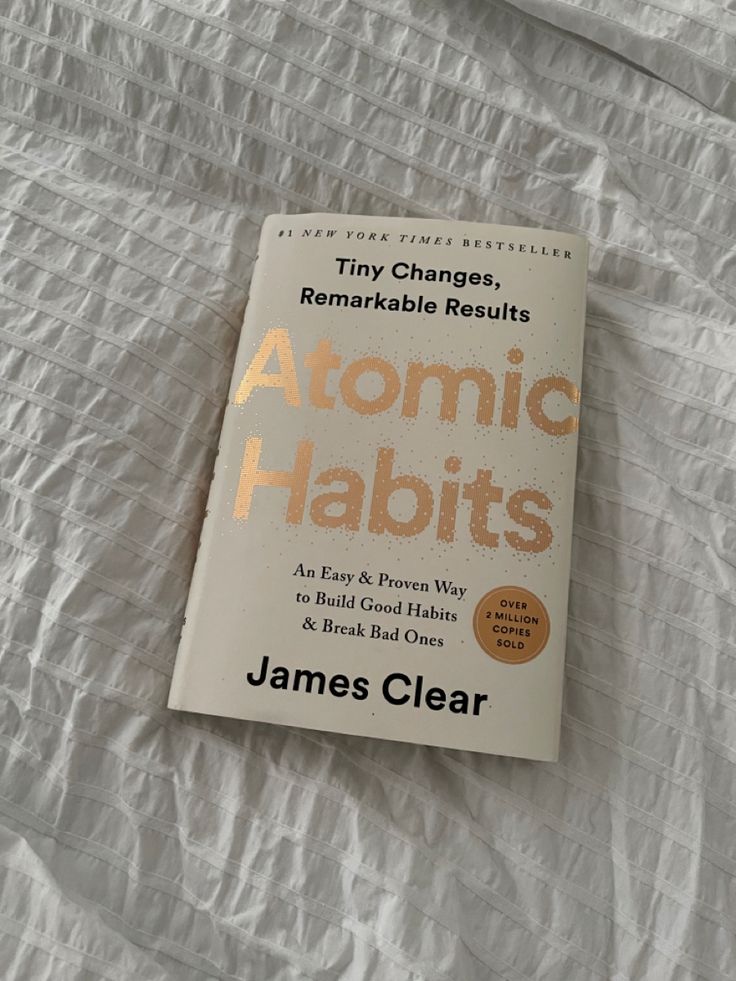 #1 NEW YORK TIMES BESTSELLER
Tiny Changes,
Remarkable Results
Atomic
Habits
An Easy & Proven Way
to Build Good Habits
& Break Bad Ones
OVER
2 MILLION
COPIES
SOLD
James Clear